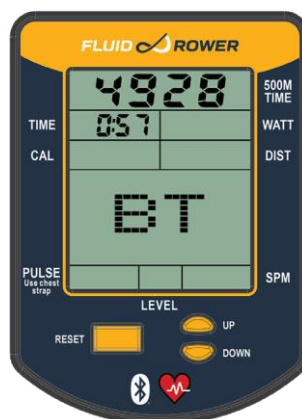 FLUID ROWER
4928
500M
TIME
TIME 0:57 WATT
CAL DIST
BT
PULSE
Use chest
strap
SPM
LEVEL
RESET
UP
DOWN